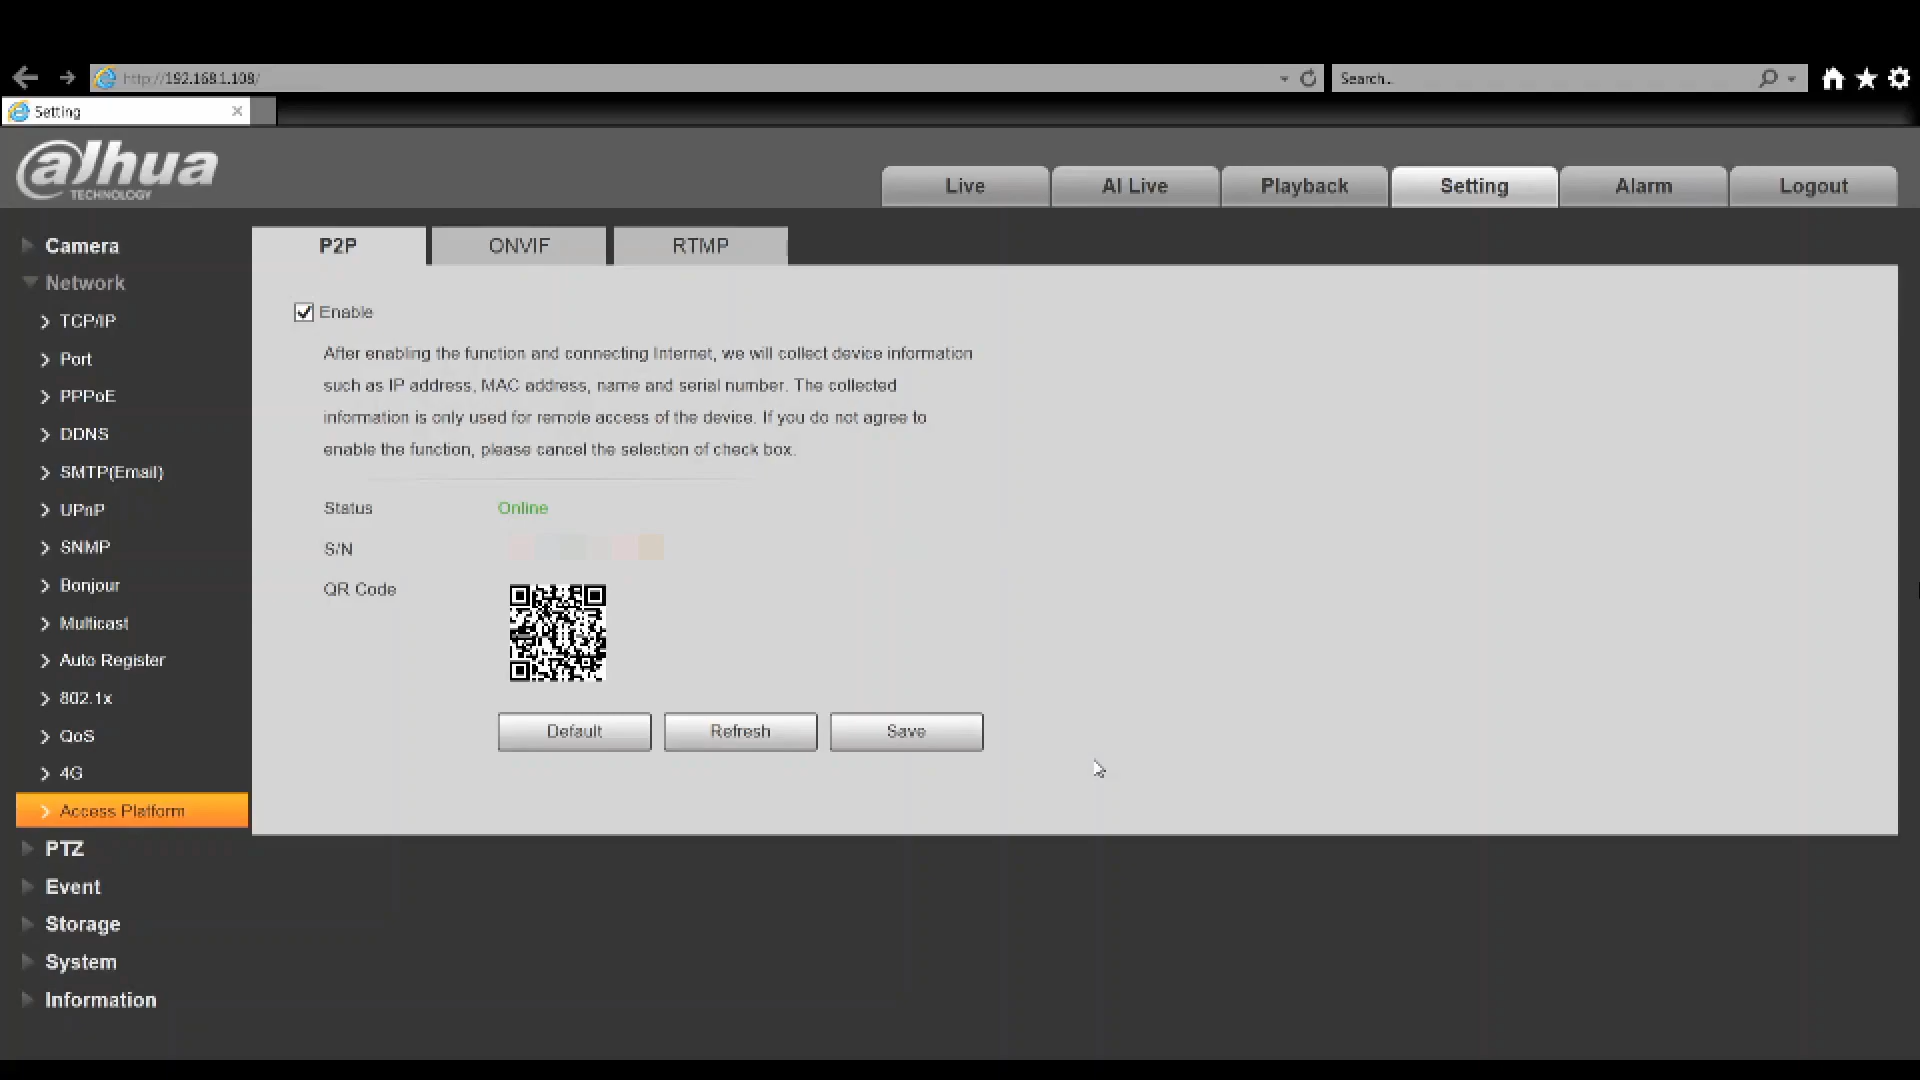 http://192.168.1.108/
Search...
Setting
alhua
TECHNOLOGY
Live
AI Live
Playback
Setting
Alarm
Logout
Camera
Network
TCP/IP
Port
PPPoE
DDNS
SMTP(Email)
UPnP
SNMP
Bonjour
Multicast
Auto Register
802.1x
QoS
4G
Access Platform
PTZ
Event
Storage
System
Information
P2P
ONVIF
RTMP
Enable
After enabling the function and connecting Internet, we will collect device information
such as IP address, MAC address, name and serial number. The collected
information is only used for remote access of the device. If you do not agree to
enable the function, please cancel the selection of check box.
Status
Online
S/N
QR Code
Default
Refresh
Save